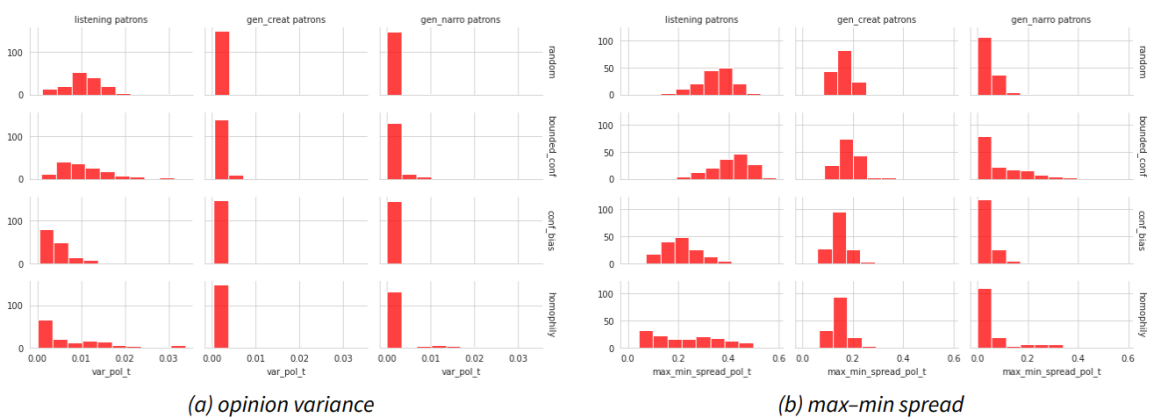 listening patrons gen_creat patrons gen_narro patrons
100
0
random
100
0
bounded_conf
100
0
conf_bias
100
0
homophily
0.00 0.01 0.02 0.03 0.00 0.01 0.02 0.03 0.00 0.01 0.02 0.03
var_pol_t var_pol_t var_pol_t
(a) opinion variance
listening patrons gen_creat patrons gen_narro patrons
100
50
0
random
100
50
0
bounded_conf
100
50
0
conf_bias
100
50
0
homophily
0.0 0.2 0.4 0.6 0.0 0.2 0.4 0.6 0.0 0.2 0.4 0.6
max_min_spread_pol_t max_min_spread_pol_t max_min_spread_pol_t
(b) max–min spread